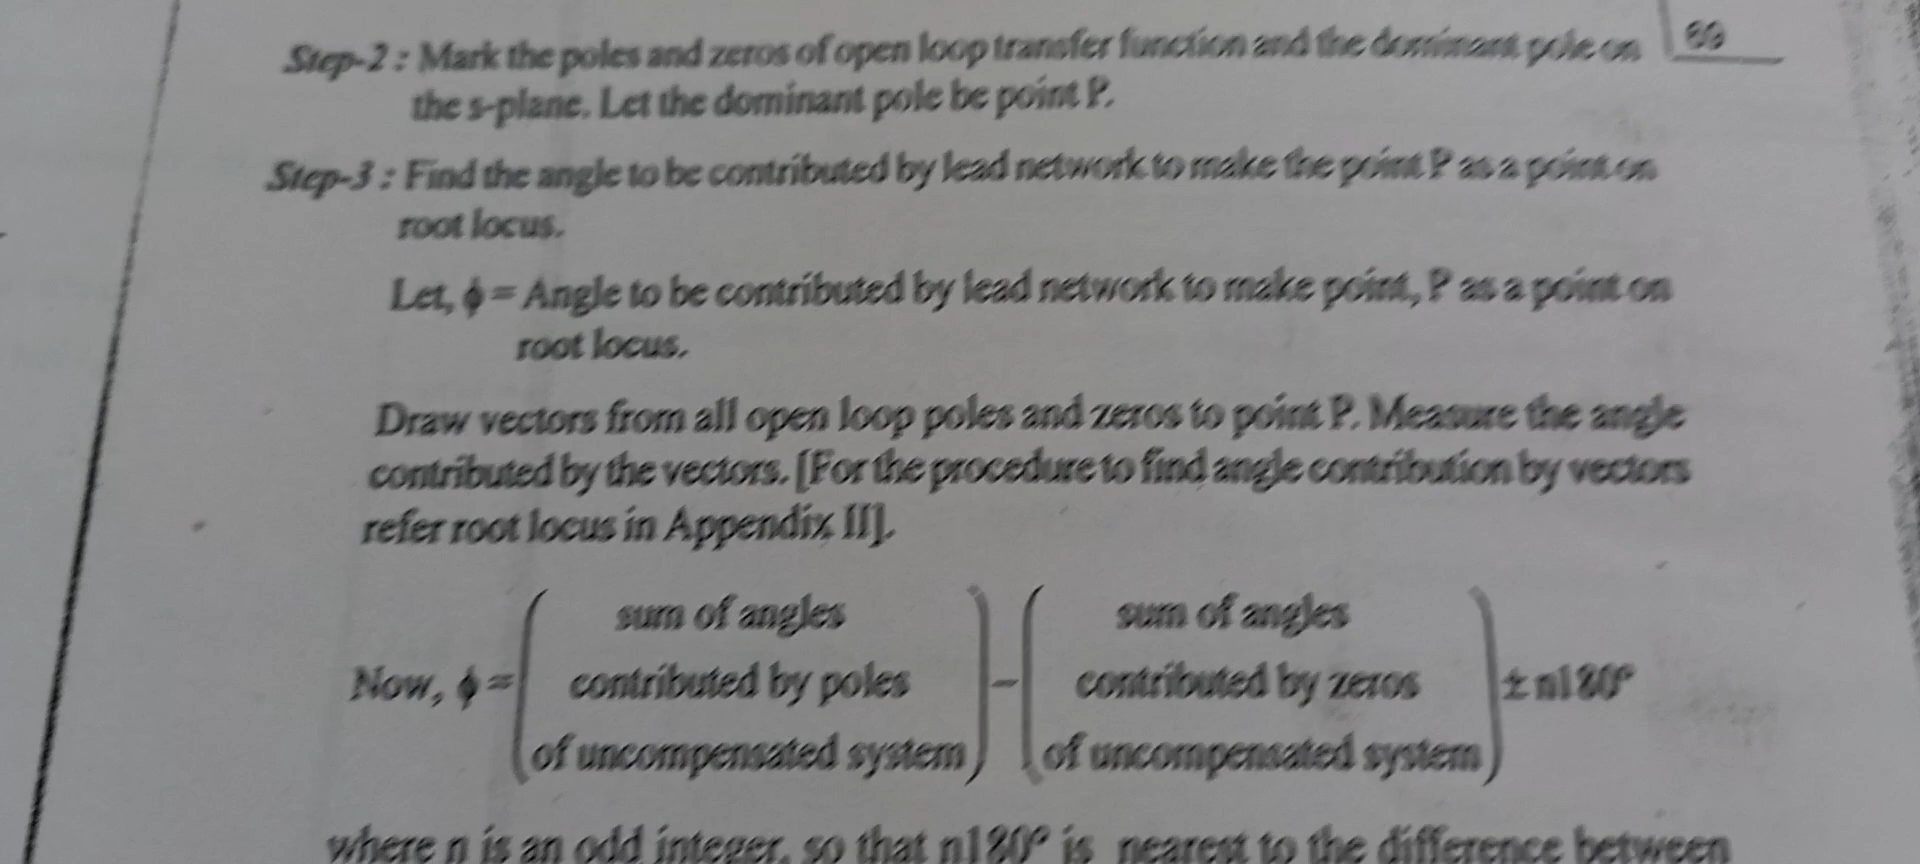 Step-2 : Mark the poles and zeros of open loop transfer function and the dominant pole on
the s-plane. Let the dominant pole be point P.
Step-3 : Find the angle to be contributed by lead network to make the point P as a point on
root locus.
Let, ϕ = Angle to be contributed by lead network to make point, P as a point on
root locus.
Draw vectors from all open loop poles and zeros to point P. Measure the angle
contributed by the vectors. [For the procedure to find angle contribution by vectors
refer root locus in Appendix II].
Now, ϕ = ( sum of angles contributed by poles of uncompensated system ) − ( sum of angles contributed by zeros of uncompensated system ) ± n180°
where n is an odd integer, so that n180° is nearest to the difference between